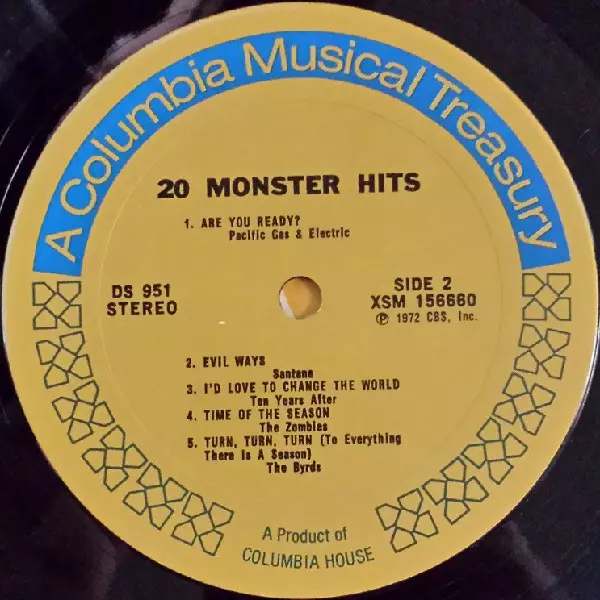 A Columbia Musical Treasury
20 MONSTER HITS
1. ARE YOU READY?
Pacific Gas & Electric
DS 951
STEREO
SIDE 2
XSM 156660
Ⓟ 1972 CBS, Inc.
2. EVIL WAYS
Santana
3. I'D LOVE TO CHANGE THE WORLD
Ten Years After
4. TIME OF THE SEASON
The Zombies
5. TURN, TURN, TURN (To Everything
There Is A Season)
The Byrds
A Product of
COLUMBIA HOUSE